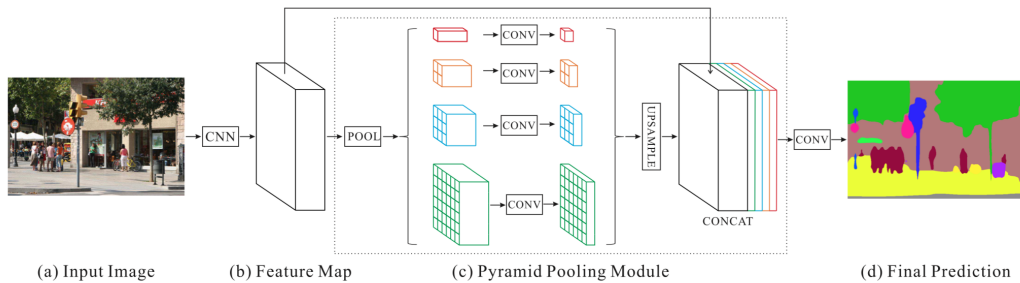 CNN
POOL
CONV
CONV
CONV
CONV
UPSAMPLE
CONCAT
CONV
(a) Input Image
(b) Feature Map
(c) Pyramid Pooling Module
(d) Final Prediction